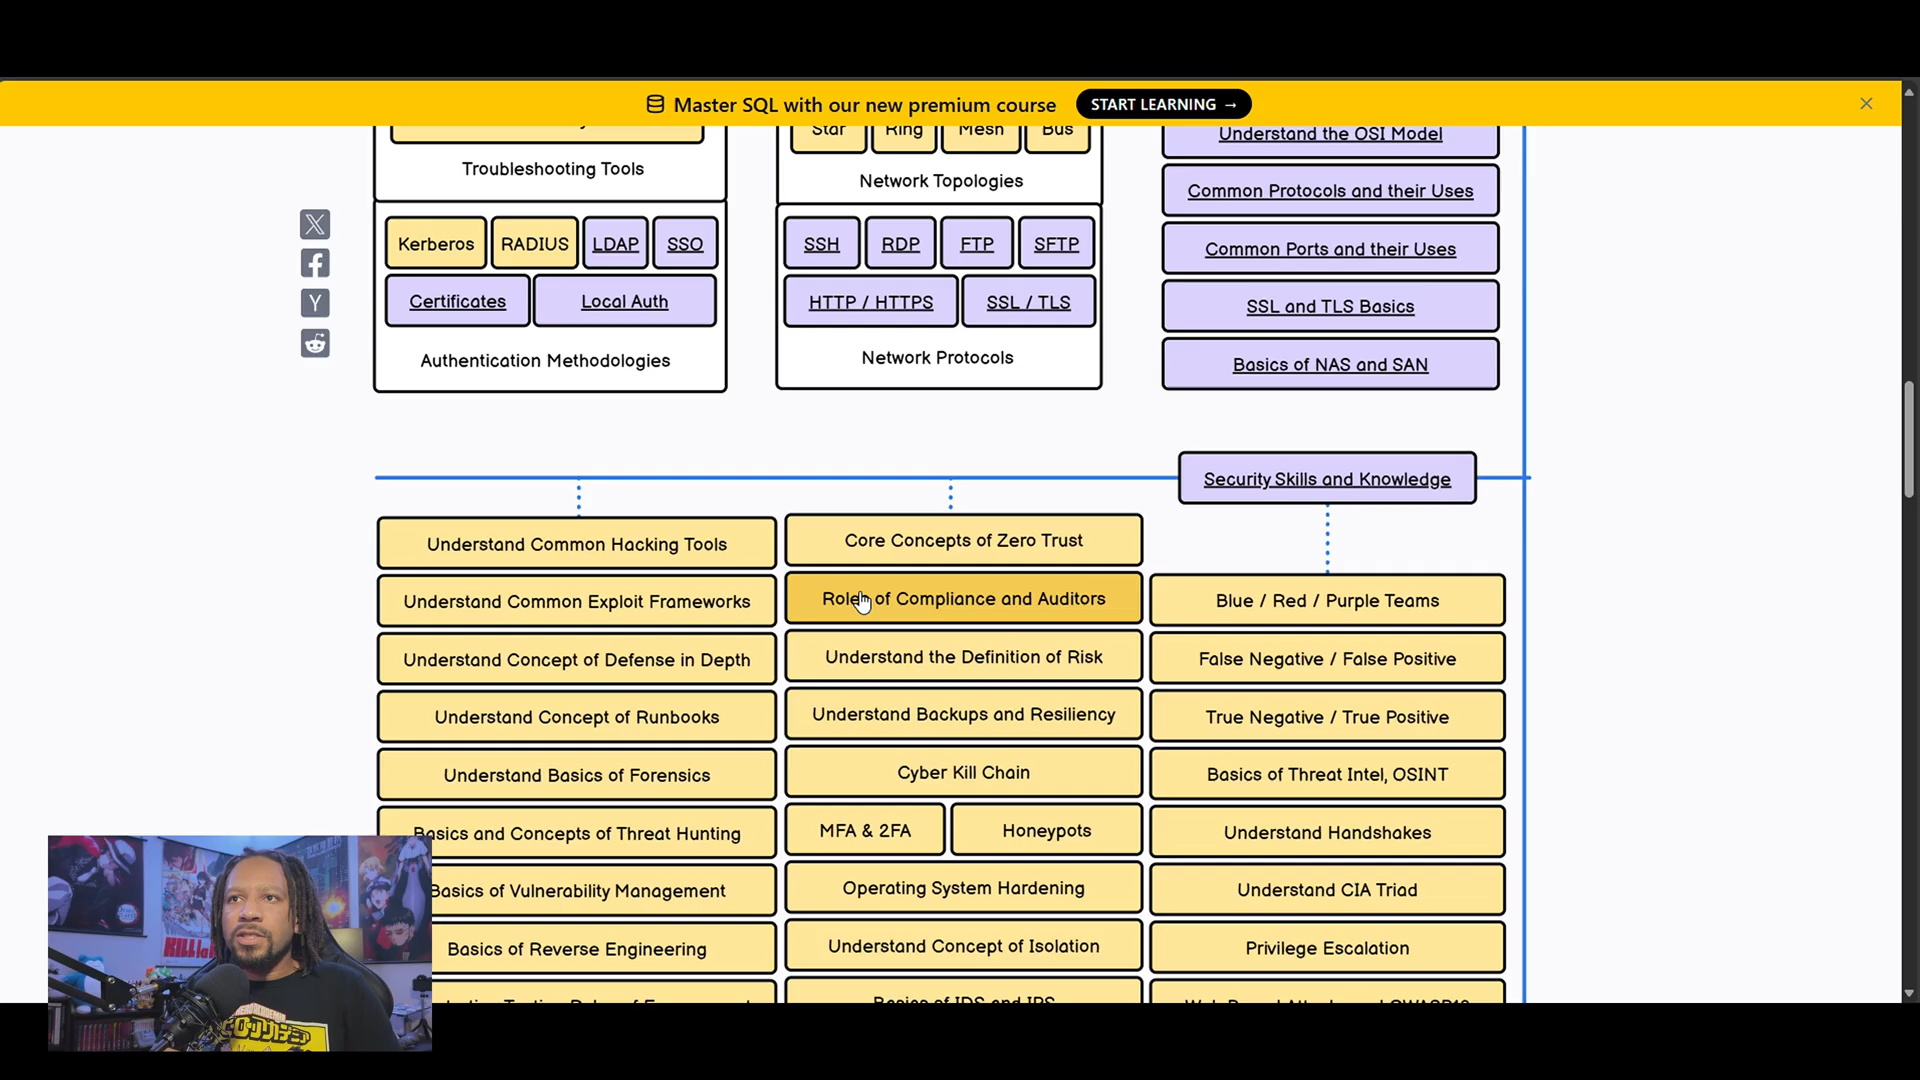 Master SQL with our new premium course START LEARNING →
Star Ring Mesh Bus
Understand the OSI Model
Troubleshooting Tools
Network Topologies
Common Protocols and their Uses
Kerberos RADIUS LDAP SSO
SSH RDP FTP SFTP
Common Ports and their Uses
Certificates Local Auth
HTTP / HTTPS SSL / TLS
SSL and TLS Basics
Authentication Methodologies
Network Protocols
Basics of NAS and SAN
Security Skills and Knowledge
Understand Common Hacking Tools
Understand Common Exploit Frameworks
Understand Concept of Defense in Depth
Understand Concept of Runbooks
Understand Basics of Forensics
Basics and Concepts of Threat Hunting
Basics of Vulnerability Management
Basics of Reverse Engineering
Core Concepts of Zero Trust
Roles of Compliance and Auditors
Understand the Definition of Risk
Understand Backups and Resiliency
Cyber Kill Chain
MFA & 2FA Honeypots
Operating System Hardening
Understand Concept of Isolation
Basics of IDS and IPS
Blue / Red / Purple Teams
False Negative / False Positive
True Negative / True Positive
Basics of Threat Intel, OSINT
Understand Handshakes
Understand CIA Triad
Privilege Escalation